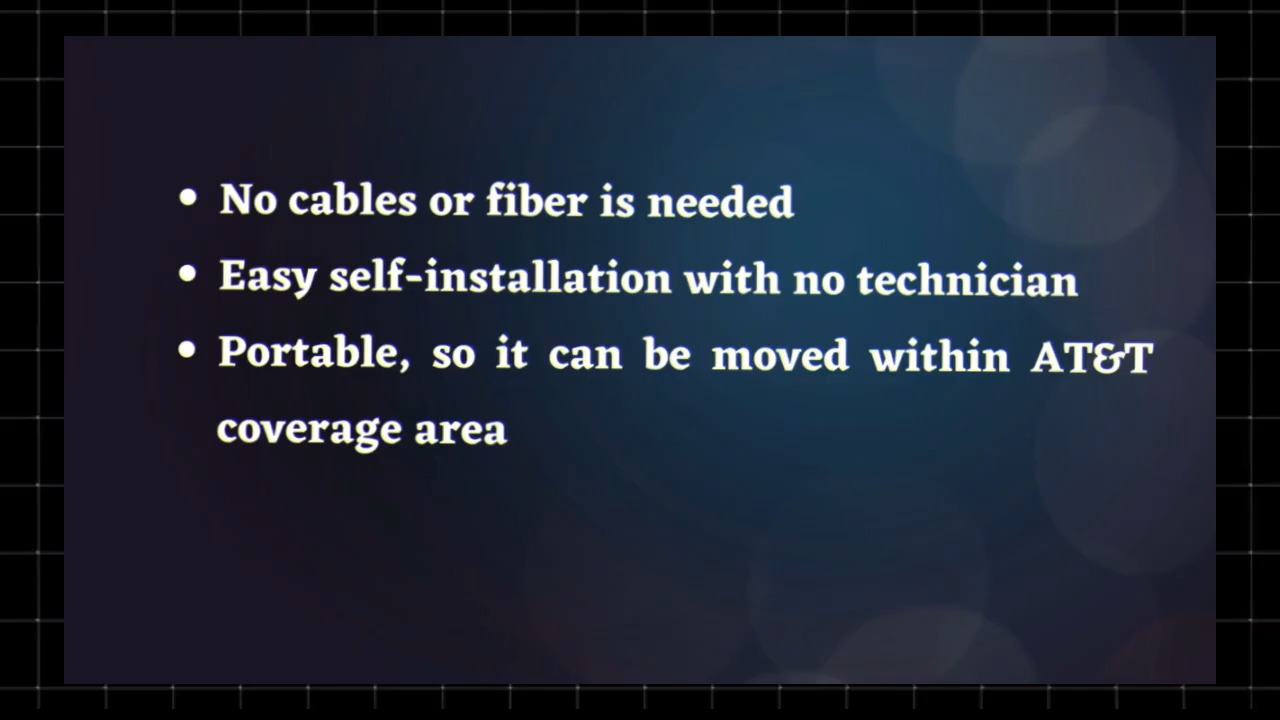 • No cables or fiber is needed
• Easy self-installation with no technician
• Portable, so it can be moved within AT&T
coverage area